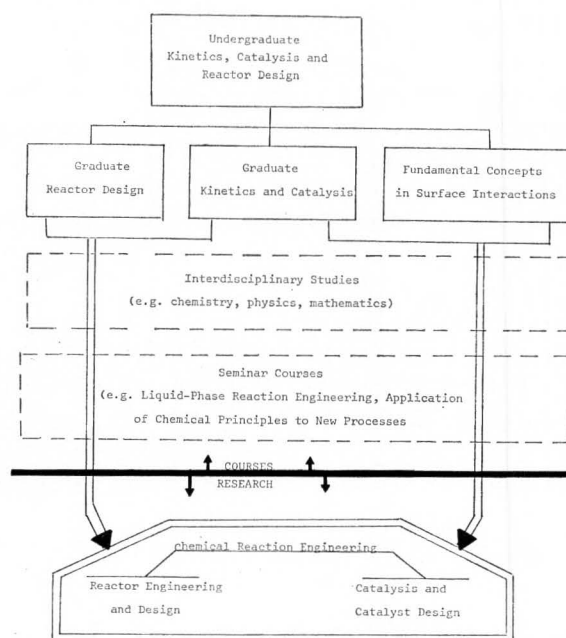 Undergraduate
Kinetics, Catalysis and
Reactor Design
Graduate
Reactor Design
Graduate
Kinetics and Catalysis
Fundamental Concepts
in Surface Interactions
Interdisciplinary Studies
(e.g. chemistry, physics, mathematics)
Seminar Courses
(e.g. Liquid-Phase Reaction Engineering, Application
of Chemical Principles to New Processes
COURSES
RESEARCH
Chemical Reaction Engineering
Reactor Engineering
and Design
Catalysis and
Catalyst Design